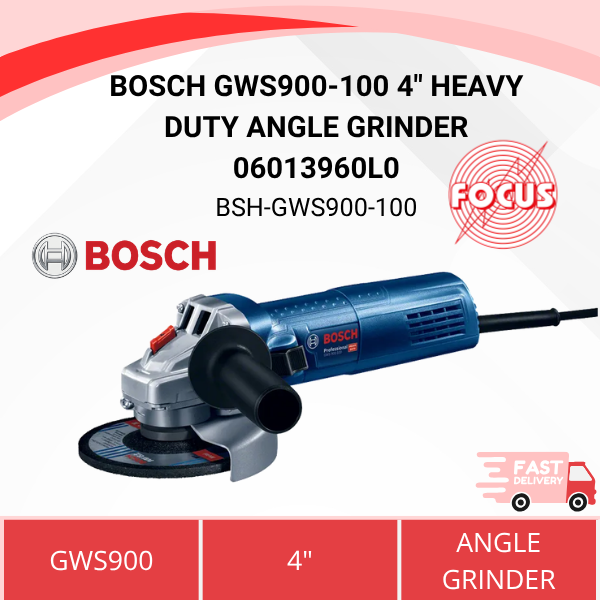 BOSCH GWS900-100 4" HEAVY
DUTY ANGLE GRINDER
06013960L0
BSH-GWS900-100
FOCUS
BOSCH
BOSCH
Professional
FAST
DELIVERY
GWS900
4"
ANGLE
GRINDER